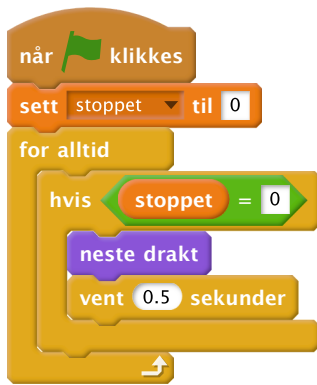 når klikkes
sett stoppet til 0
for alltid
hvis stoppet = 0
neste drakt
vent 0.5 sekunder